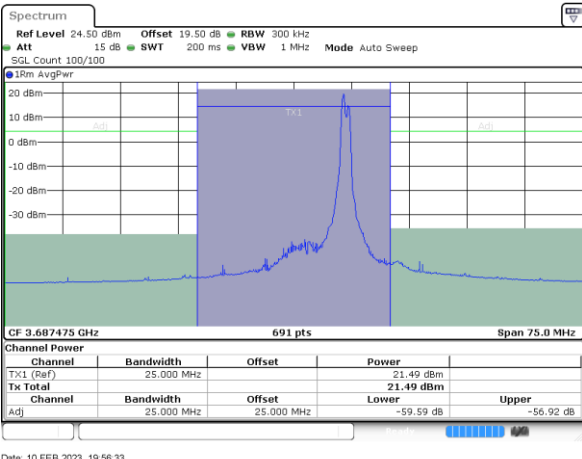 Spectrum
Ref Level 24.50 dBm Offset 19.50 dB RBW 300 kHz
Att 15 dB SWT 200 ms VBW 1 MHz Mode Auto Sweep
SGL Count 100/100
1Rm AvgPwr
20 dBm
TX1
10 dBm
Adj Adj
0 dBm
-10 dBm
-20 dBm
-30 dBm
CF 3.687475 GHz 691 pts Span 75.0 MHz
Channel Power
Channel Bandwidth Offset Power
TX1 (Ref) 25.000 MHz 21.49 dBm
Tx Total 21.49 dBm
Channel Bandwidth Offset Lower Upper
Adj 25.000 MHz 25.000 MHz -59.59 dB -56.92 dB
Ready
Date: 10.FEB.2023 19:56:33